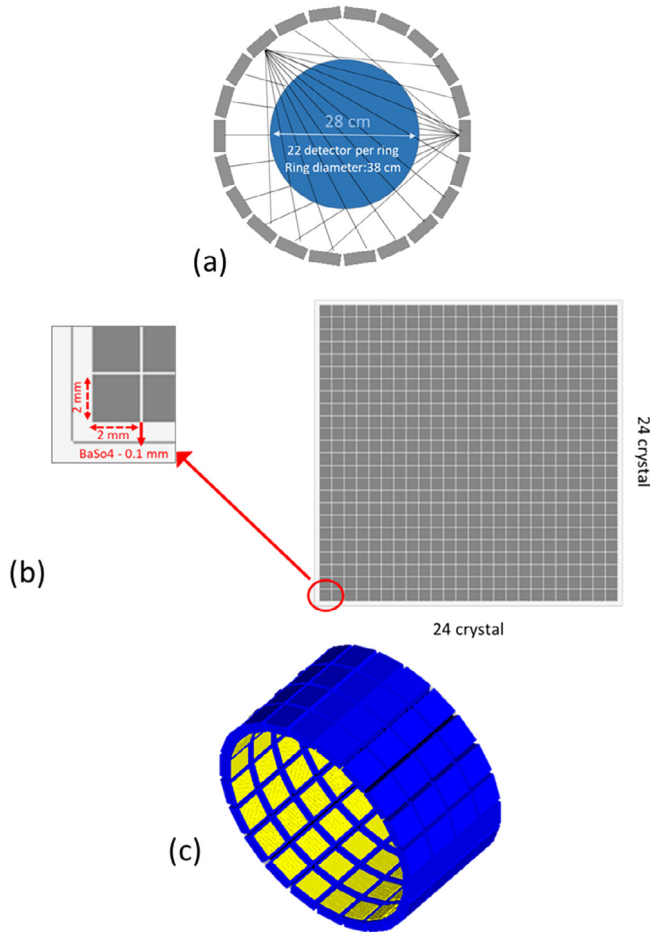 28 cm
22 detector per ring
Ring diameter:38 cm
(a)
2 mm
2 mm
BaSo4 - 0.1 mm
24 crystal
(b)
24 crystal
(c)